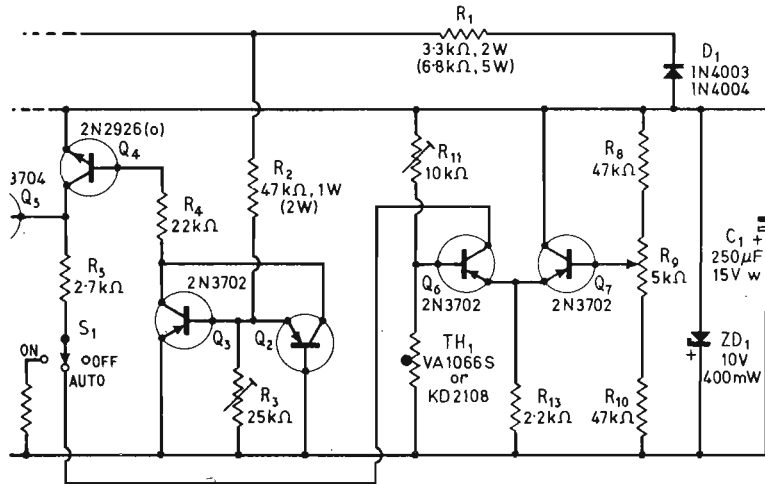 R1
3.3kΩ, 2W
(6.8kΩ, 5W)
D1
1N4003
1N4004
2N2926(o)
Q4
3704
Q5
R2
47kΩ, 1W
(2W)
R11
10kΩ
R8
47kΩ
R4
22kΩ
R5
2.7kΩ
2N3702
Q6
2N3702
Q7
2N3702
R9
5kΩ
C1 +
250μF
15V w
S1
ON
OFF
AUTO
Q3
Q2
TH1
VA1066S
or
KD2108
ZD1
10V
400mW
+
R3
25kΩ
R13
2.2kΩ
R10
47kΩ